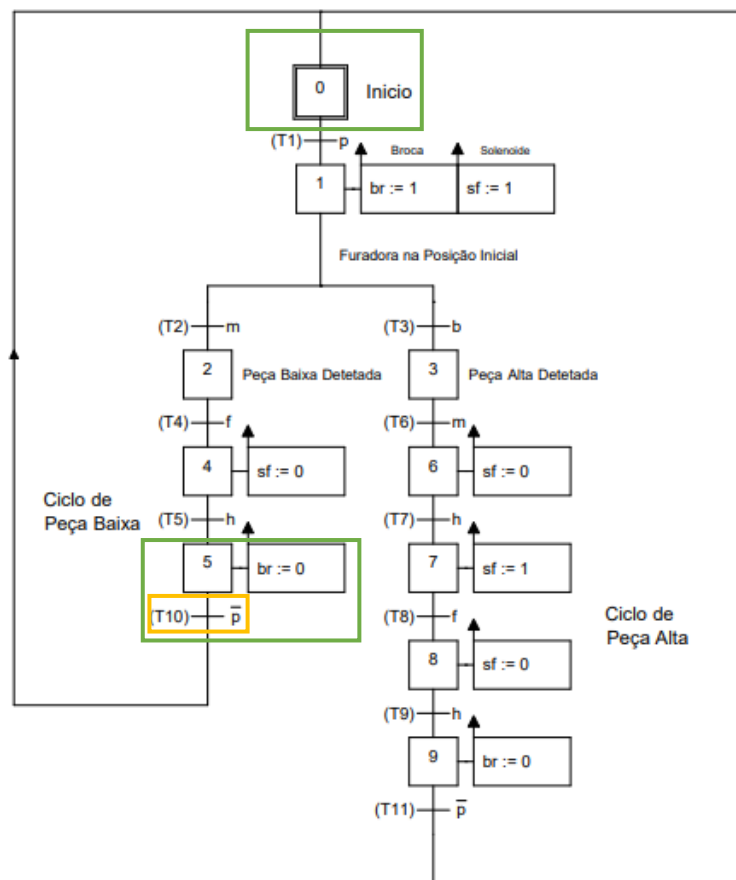 0 Inicio
(T1) p
Broca Solenoide
1 br := 1 sf := 1
Furadora na Posição Inicial
(T2) m (T3) b
2 Peça Baixa Detetada 3 Peça Alta Detetada
(T4) f (T6) m
4 sf := 0 6 sf := 0
Ciclo de
Peça Baixa
(T5) h (T7) h
5 br := 0 7 sf := 1
(T10) p̅ (T8) f
Ciclo de
Peça Alta
8 sf := 0
(T9) h
9 br := 0
(T11) p̅